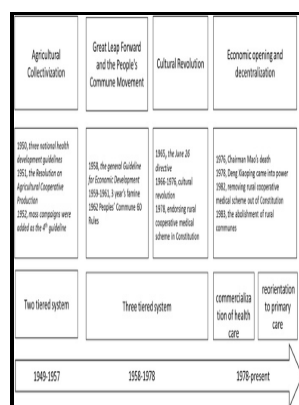 Agricultural
Collectivization
Great Leap Forward
and the People's
Commune Movement
Cultural Revolution
Economic opening and
decentralization
1950, three national health
development guidelines
1951, the Resolution on
Agricultural Cooperative
Production
1952, mass campaigns were
added as the 4th guideline
1958, the general Guideline
for Economic Development
1959-1961, 3 year's famine
1962 Peoples' Commune 60
Rules
1965, the June 26
directive
1966-1976, cultural
revolution
1978, endorsing rural
cooperative medical
scheme in Constitution
1976, Chairman Mao's death
1978, Deng Xiaoping came into power
1982, removing rural cooperative
medical scheme out of Constitution
1983, the abolishment of rural
communes
Two tiered system
Three tiered system
commercializa
tion of health
care
reorientation
to primary
care
1949-1957
1958-1978
1978-present